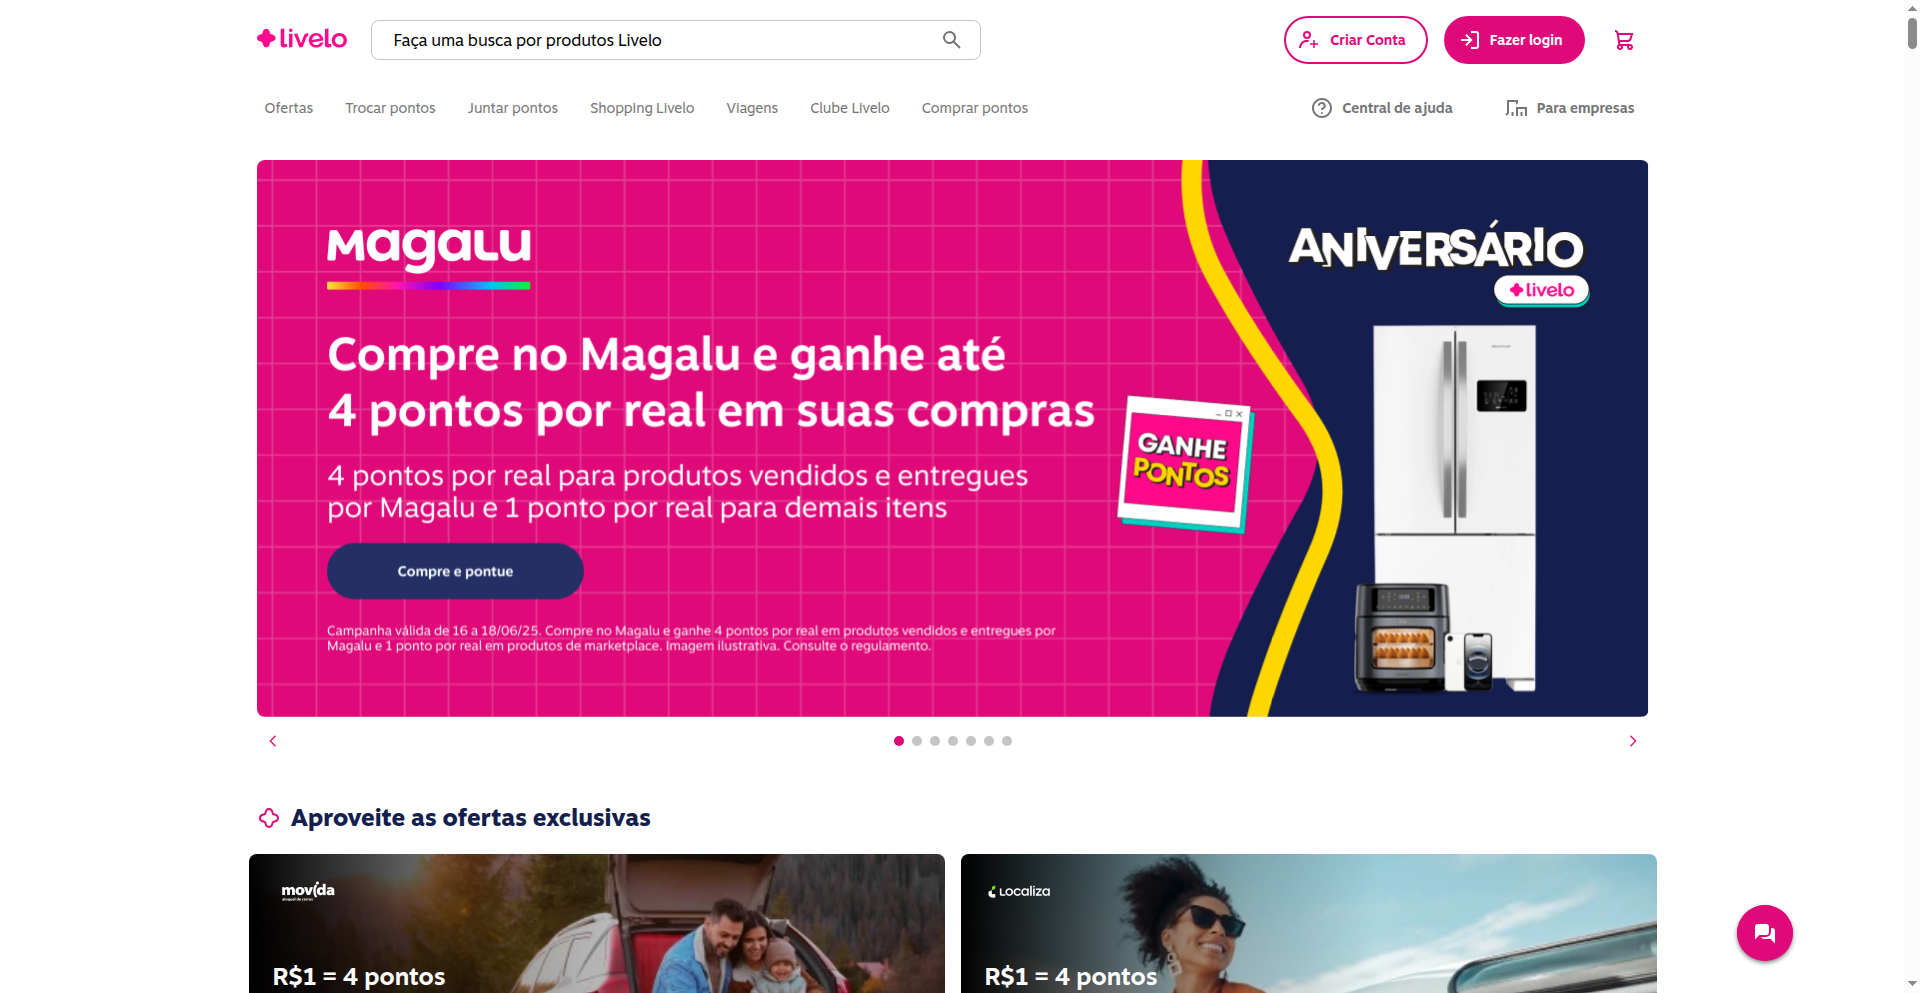 livelo
Faça uma busca por produtos Livelo
Criar Conta
Fazer login
Ofertas
Trocar pontos
Juntar pontos
Shopping Livelo
Viagens
Clube Livelo
Comprar pontos
Central de ajuda
Para empresas
Magalu
ANIVERSÁRIO
livelo
Compre no Magalu e ganhe até
4 pontos por real em suas compras
GANHE
PONTOS
4 pontos por real para produtos vendidos e entregues
por Magalu e 1 ponto por real para demais itens
Compre e pontue
Campanha válida de 16 a 18/06/25. Compre no Magalu e ganhe 4 pontos por real em produtos vendidos e entregues por
Magalu e 1 ponto por real em produtos de marketplace. Imagem ilustrativa. Consulte o regulamento.
Aproveite as ofertas exclusivas
movida
aluguel de carros
R$1 = 4 pontos
Localiza
R$1 = 4 pontos